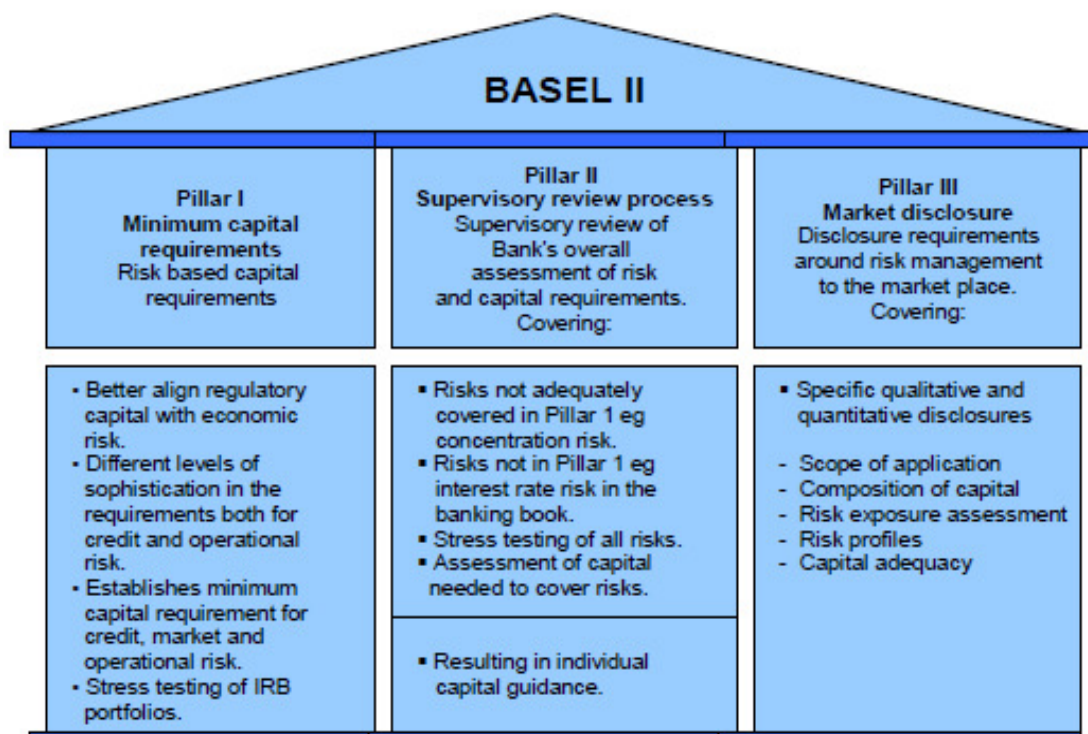 BASEL II
Pillar I
Minimum capital
requirements
Risk based capital
requirements
Pillar II
Supervisory review process
Supervisory review of
Bank's overall
assessment of risk
and capital requirements.
Covering:
Pillar III
Market disclosure
Disclosure requirements
around risk management
to the market place.
Covering:
▪ Better align regulatory
capital with economic
risk.
▪ Different levels of
sophistication in the
requirements both for
credit and operational
risk.
▪ Establishes minimum
capital requirement for
credit, market and
operational risk.
▪ Stress testing of IRB
portfolios.
▪ Risks not adequately
covered in Pillar 1 eg
concentration risk.
▪ Risks not in Pillar 1 eg
interest rate risk in the
banking book.
▪ Stress testing of all risks.
▪ Assessment of capital
needed to cover risks.
▪ Resulting in individual
capital guidance.
▪ Specific qualitative and
quantitative disclosures
- Scope of application
- Composition of capital
- Risk exposure assessment
- Risk profiles
- Capital adequacy